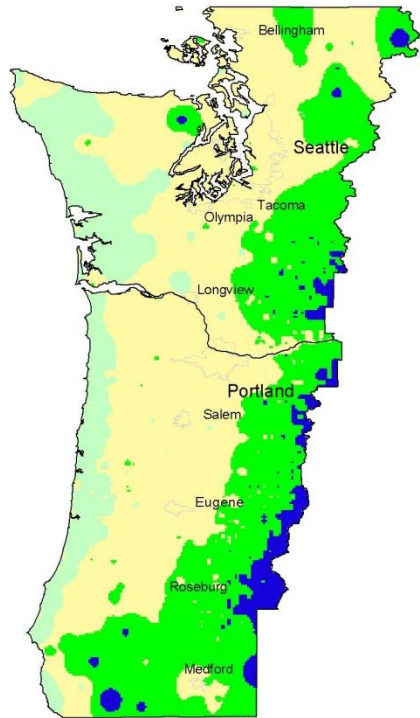 Bellingham
Seattle
Tacoma
Olympia
Longview
Portland
Salem
Eugene
Roseburg
Medford